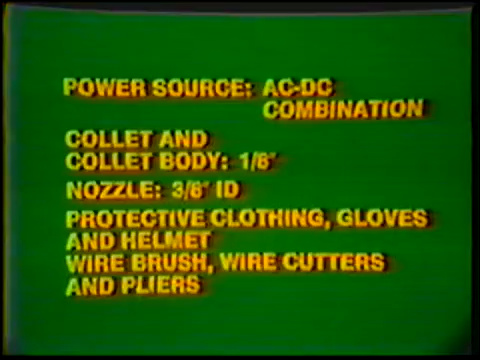 POWER SOURCE: AC-DC
COMBINATION
COLLET AND
COLLET BODY: 1/8"
NOZZLE: 3/8" ID
PROTECTIVE CLOTHING, GLOVES
AND HELMET
WIRE BRUSH, WIRE CUTTERS
AND PLIERS